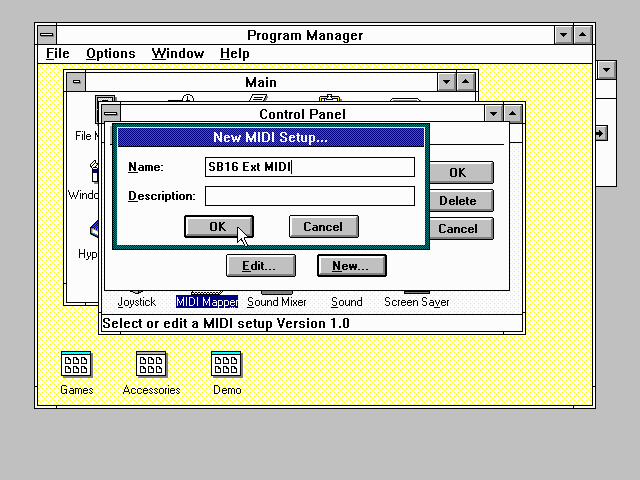 Program Manager
File Options Window Help
Main
File M
Control Panel
New MIDI Setup...
Name: SB16 Ext MIDI
OK
Description:
Delete
Windo
OK Cancel
Cancel
Hyp
Edit... New...
Joystick MIDI Mapper Sound Mixer Sound Screen Saver
Select or edit a MIDI setup Version 1.0
Games Accessories Demo